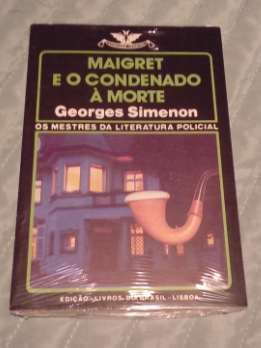 MAIGRET
E O CONDENADO
À MORTE
Georges Simenon
OS MESTRES DA LITERATURA POLICIAL
EDIÇÃO «LIVROS DO BRASIL» LISBOA